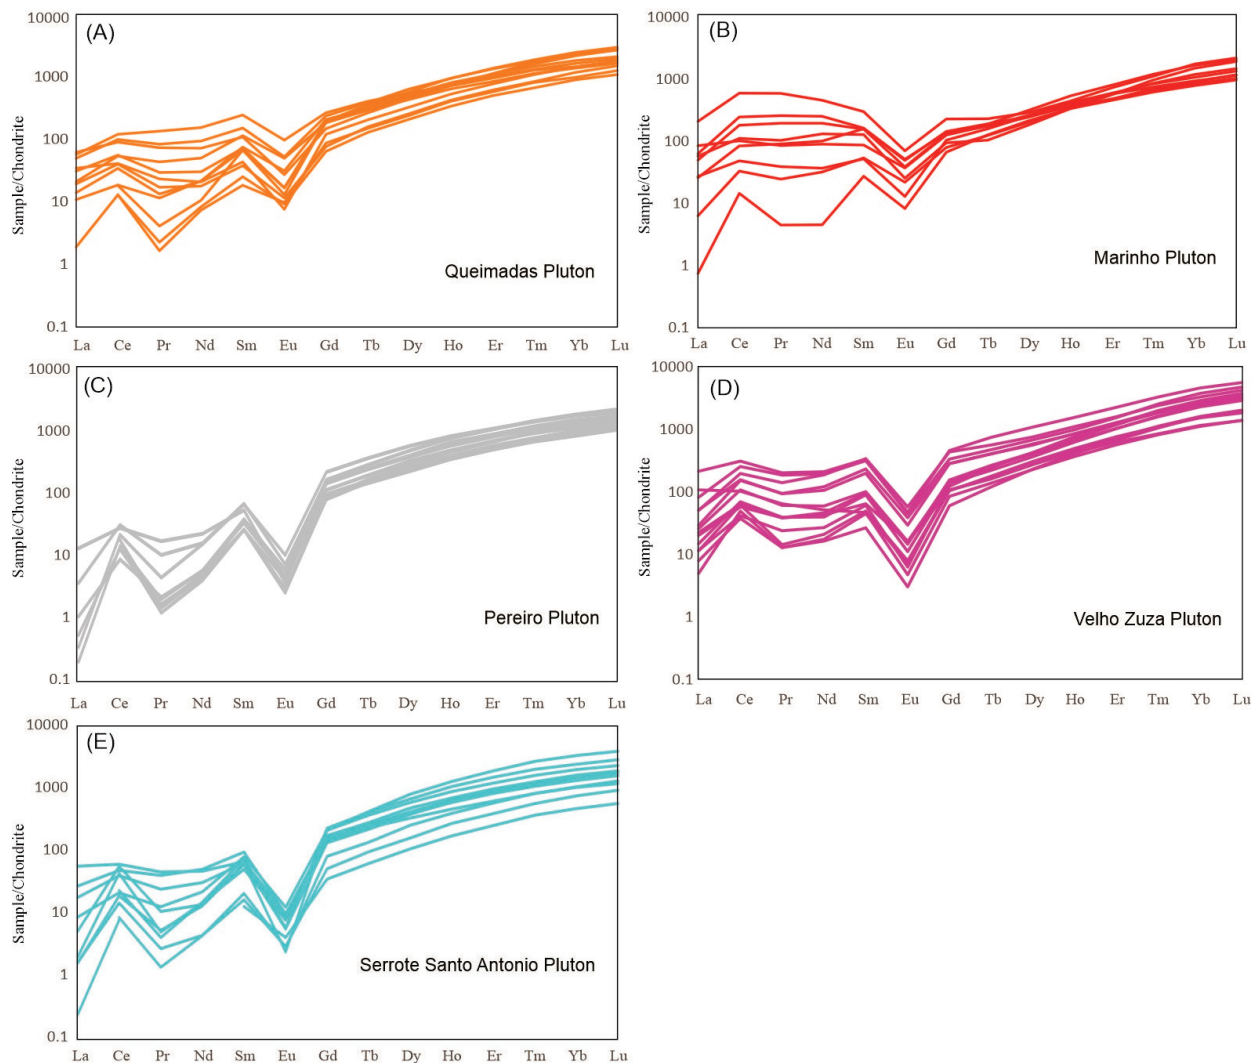 (A)
10000
1000
100
10
1
0.1
Sample/Chondrite
Queimadas Pluton
La Ce Pr Nd Sm Eu Gd Tb Dy Ho Er Tm Yb Lu
(B)
10000
1000
100
10
1
0.1
Sample/Chondrite
Marinho Pluton
La Ce Pr Nd Sm Eu Gd Tb Dy Ho Er Tm Yb Lu
(C)
10000
1000
100
10
1
0.1
Sample/Chondrite
Pereiro Pluton
La Ce Pr Nd Sm Eu Gd Tb Dy Ho Er Tm Yb Lu
(D)
10000
1000
100
10
1
0.1
Sample/Chondrite
Velho Zuza Pluton
La Ce Pr Nd Sm Eu Gd Tb Dy Ho Er Tm Yb Lu
(E)
10000
1000
100
10
1
0.1
Sample/Chondrite
Serrote Santo Antonio Pluton
La Ce Pr Nd Sm Eu Gd Tb Dy Ho Er Tm Yb Lu